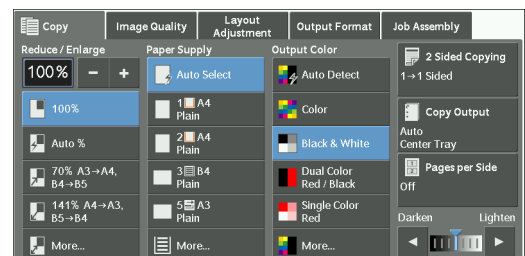 Copy
Image Quality
Layout
Adjustment
Output Format
Job Assembly
Reduce / Enlarge
100%
−
+
100%
Auto %
70% A3→A4,
B4→B5
141% A4→A3,
B5→B4
More...
Paper Supply
Auto Select
1 A4
Plain
2 A4
Plain
3 B4
Plain
5 A3
Plain
More...
Output Color
Auto Detect
Color
Black & White
Dual Color
Red / Black
Single Color
Red
More...
2 Sided Copying
1→1 Sided
Copy Output
Auto
Center Tray
Pages per Side
Off
Darken Lighten